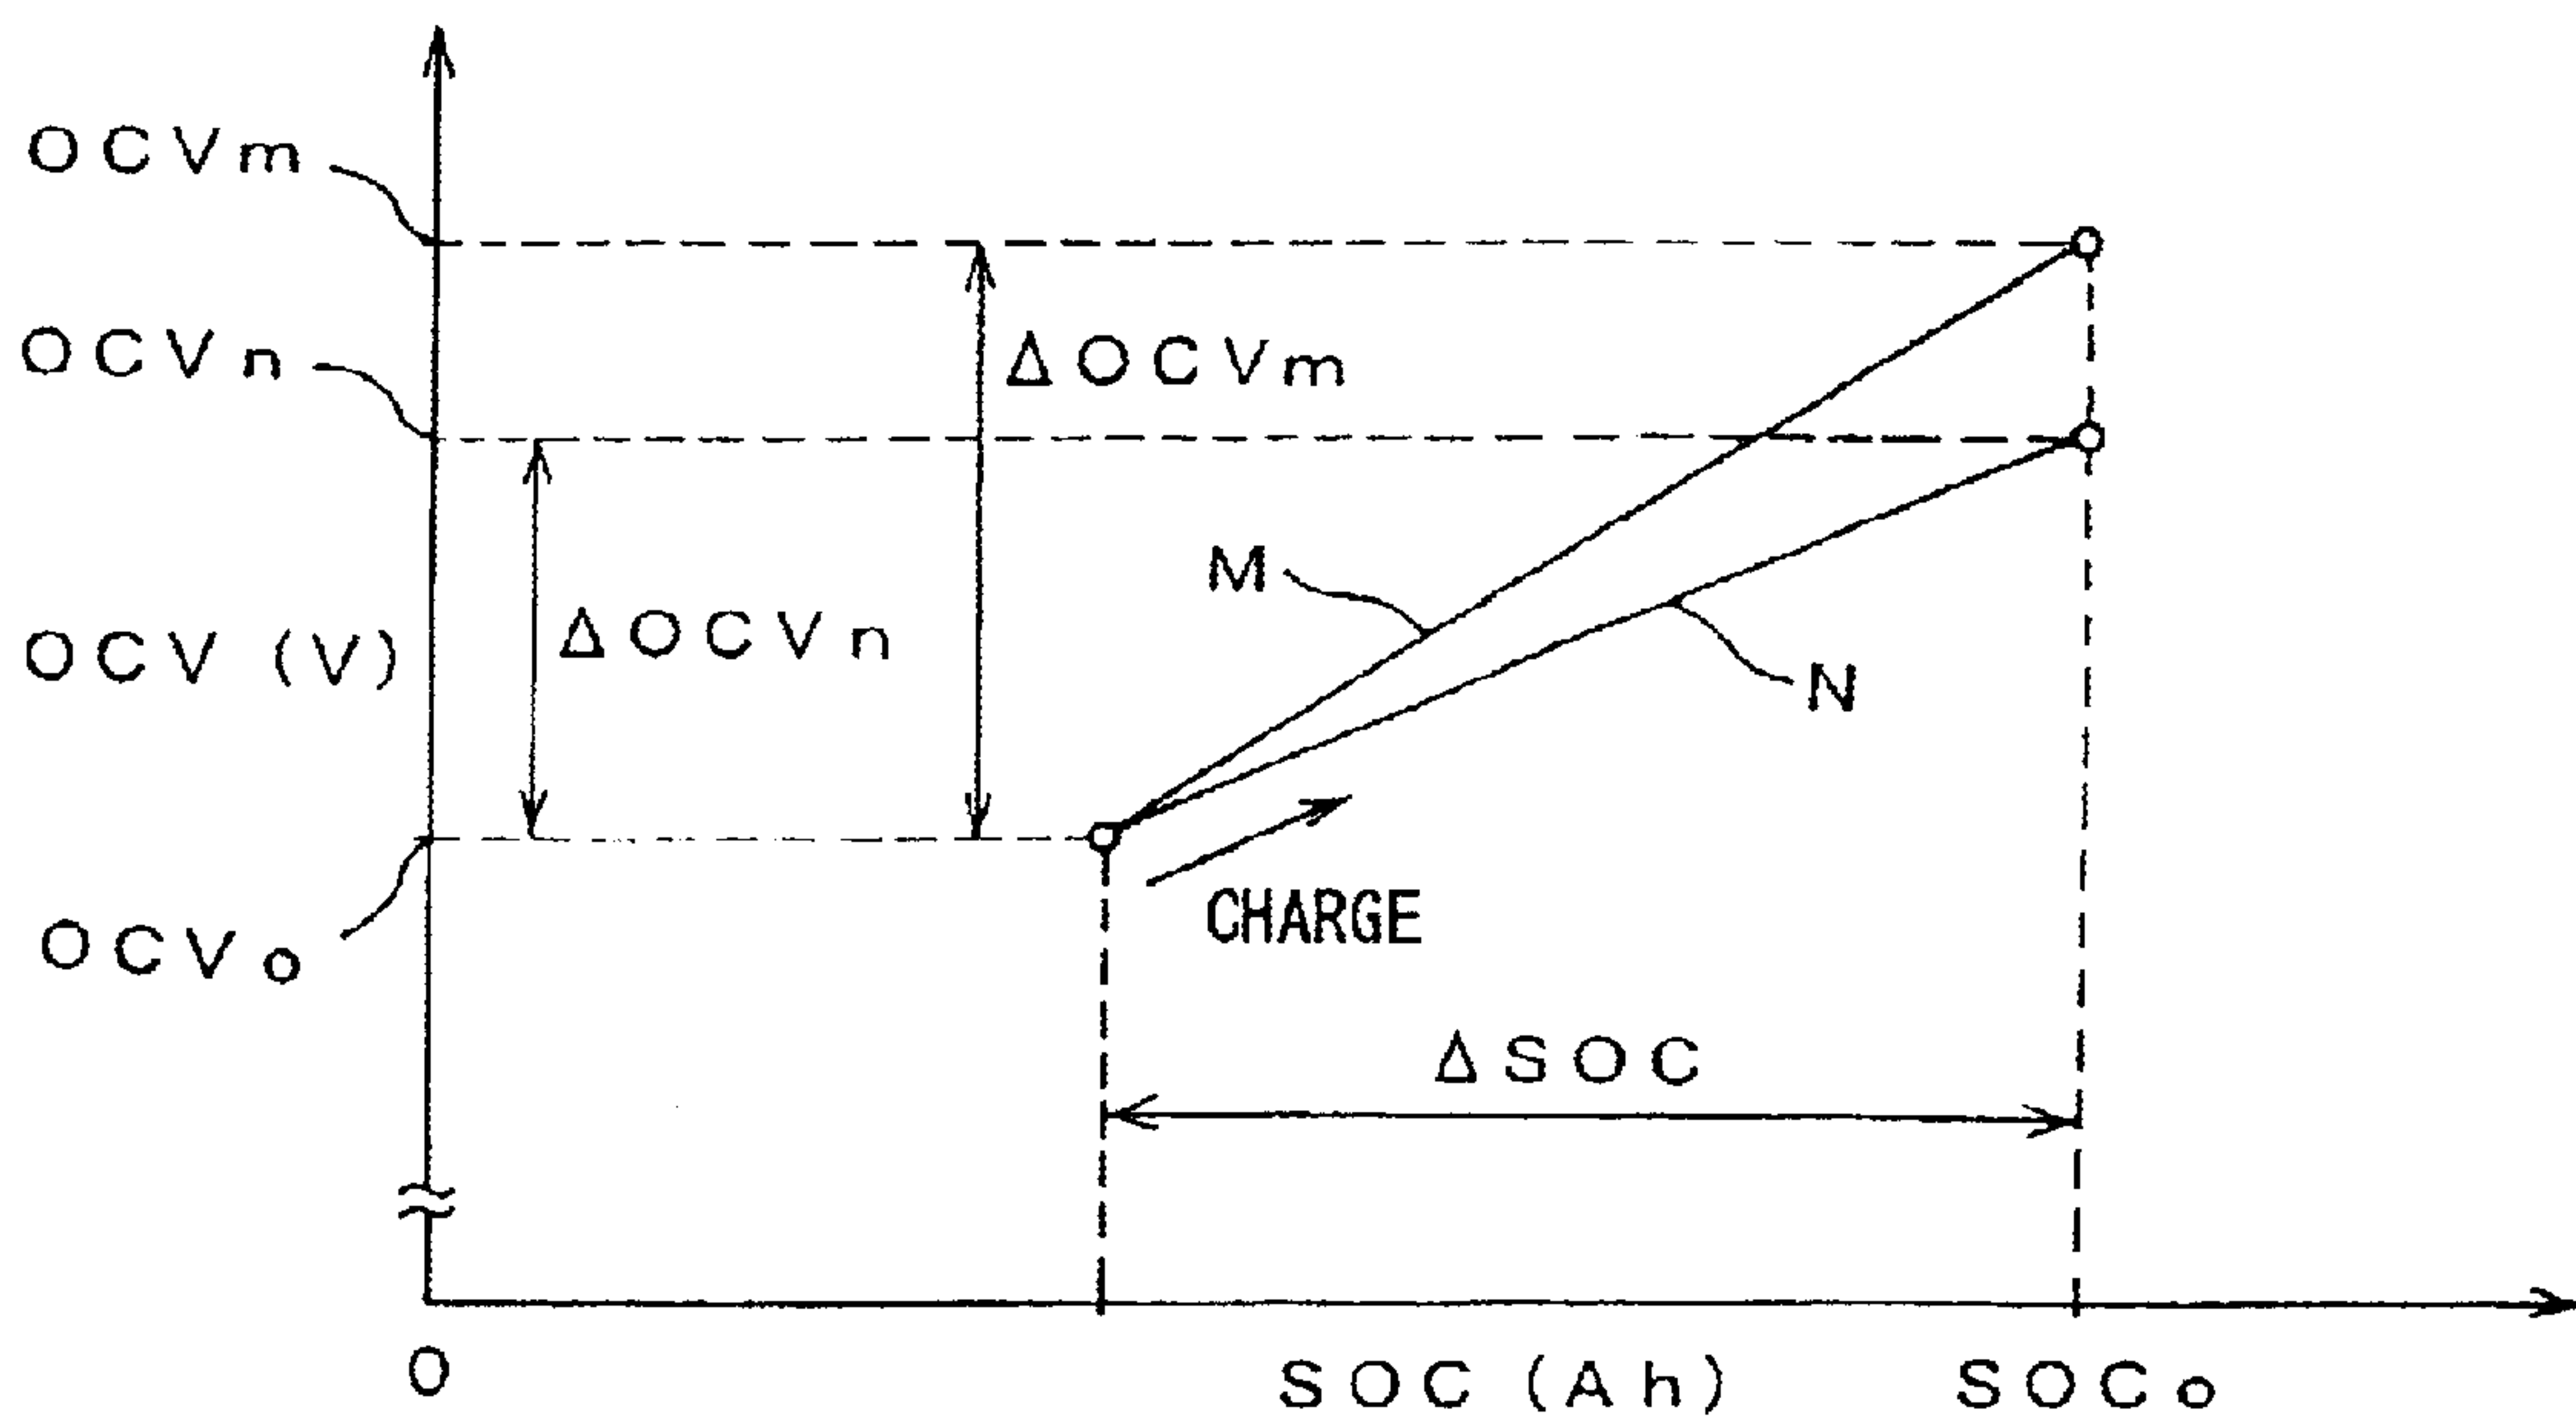 OCVm
OCVn
ΔOCVm
M
ΔOCVn
OCV (V)
N
CHARGE
OCVo
ΔSOC
0
SOC (Ah)
SOCo